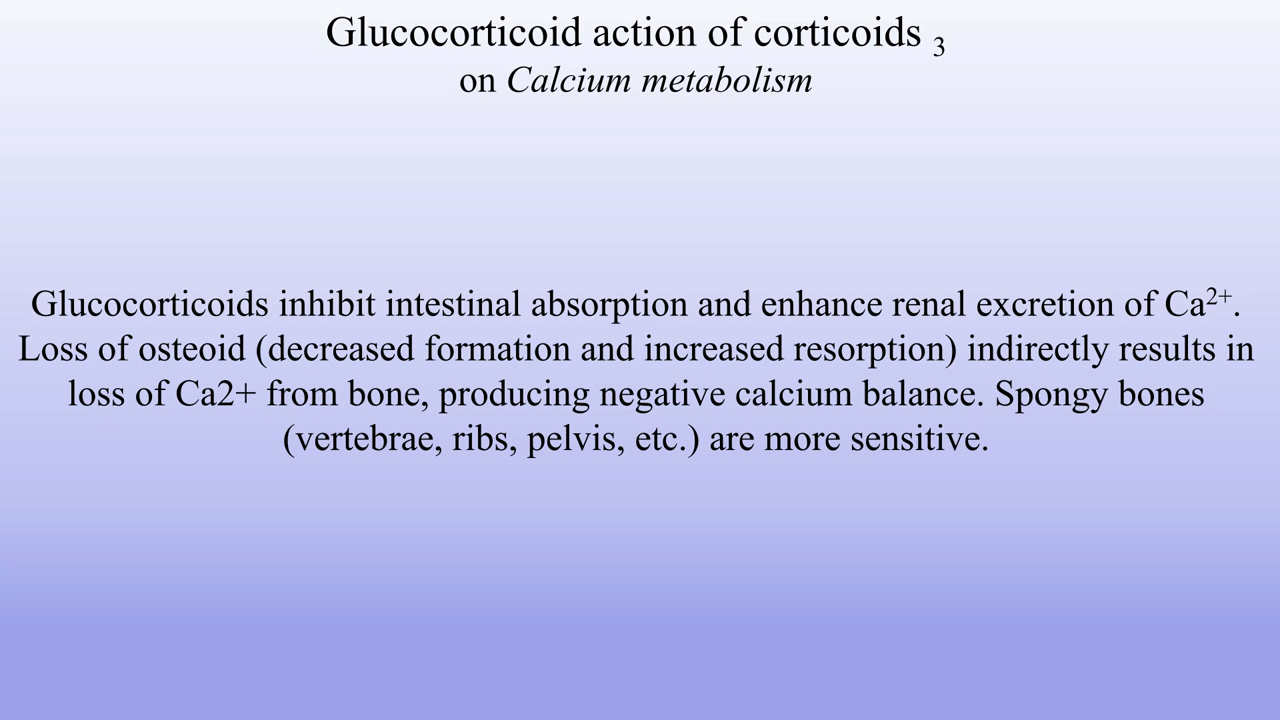 Glucocorticoid action of corticoids 3
on Calcium metabolism
Glucocorticoids inhibit intestinal absorption and enhance renal excretion of Ca²⁺.
Loss of osteoid (decreased formation and increased resorption) indirectly results in
loss of Ca2+ from bone, producing negative calcium balance. Spongy bones
(vertebrae, ribs, pelvis, etc.) are more sensitive.